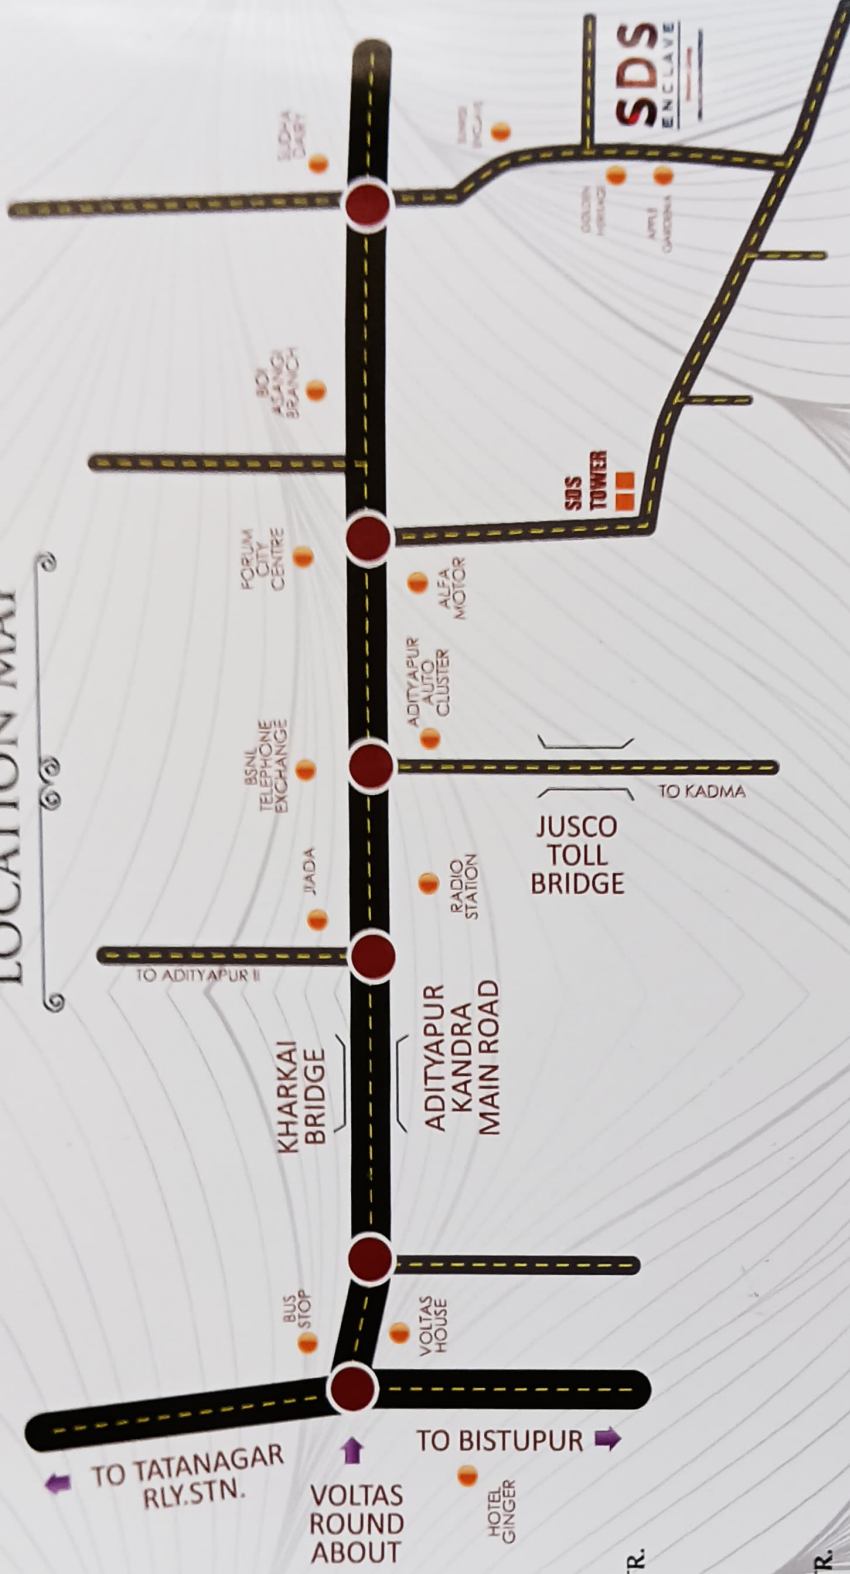 LOCATION MAP
SUDHA
DAIRY
ENCLAVE
SDS
ENCLAVE
GOLDEN
HERITAGE
APPLE
GARDENIA
BOI
ASANGI
BRANCH
SDS
TOWER
FORUM
CITY
CENTRE
ALFA
MOTOR
ADITYAPUR
AUTO
CLUSTER
BSNL
TELEPHONE
EXCHANGE
TO KADMA
JUSCO
TOLL
BRIDGE
JIADA
RADIO
STATION
TO ADITYAPUR II
KHARKAI
BRIDGE
ADITYAPUR
KANDRA
MAIN ROAD
BUS
STOP
VOLTAS
HOUSE
TO TATANAGAR
RLY.STN.
VOLTAS
ROUND
ABOUT
TO BISTUPUR
HOTEL
GINGER
TR.
TR.